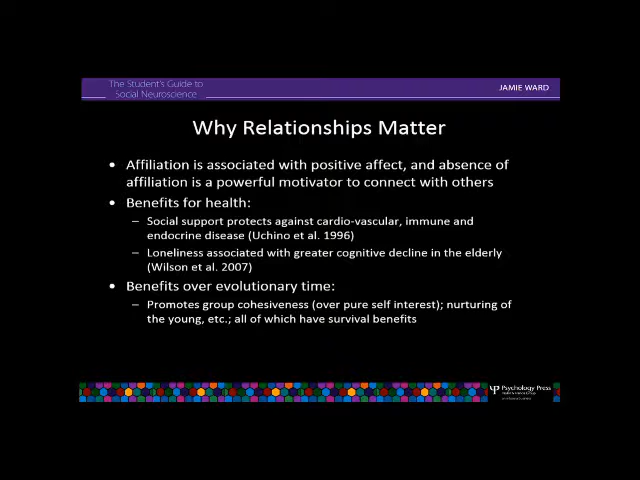 The Student's Guide to
Social Neuroscience
JAMIE WARD
Why Relationships Matter
• Affiliation is associated with positive affect, and absence of
affiliation is a powerful motivator to connect with others
• Benefits for health:
– Social support protects against cardio-vascular, immune and
endocrine disease (Uchino et al. 1996)
– Loneliness associated with greater cognitive decline in the elderly
(Wilson et al. 2007)
• Benefits over evolutionary time:
– Promotes group cohesiveness (over pure self interest); nurturing of
the young, etc.; all of which have survival benefits
Psychology Press